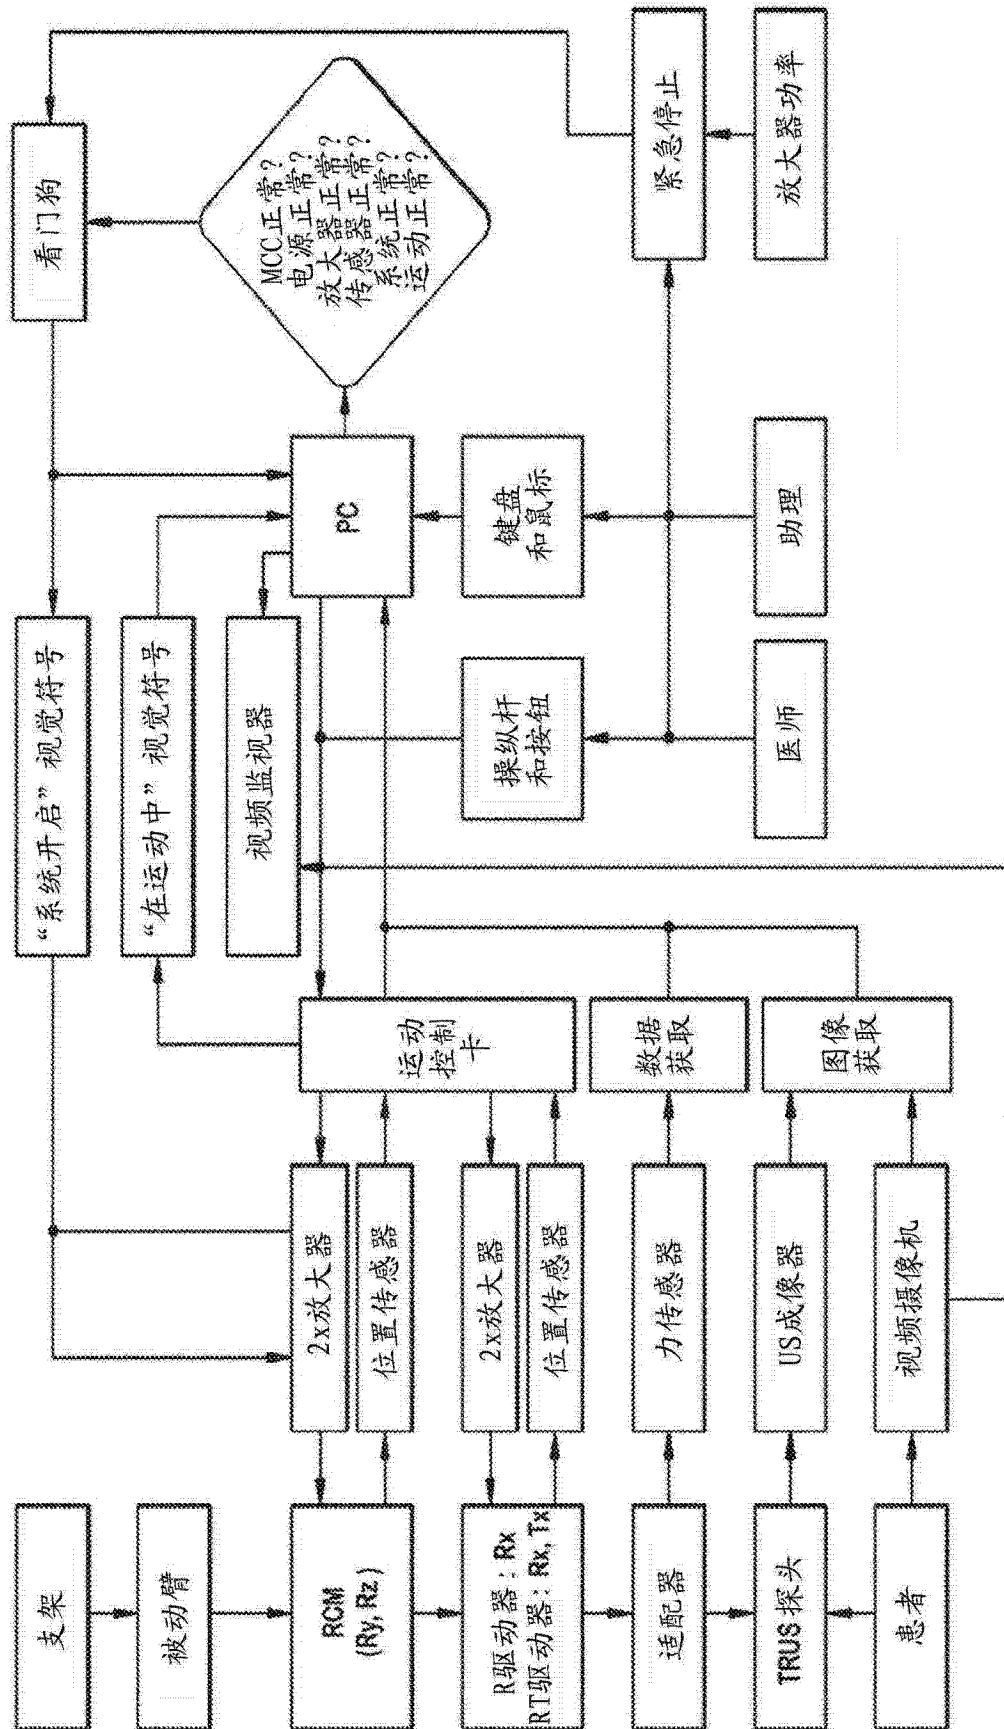 支架
被动臂
RCM
(Ry, Rz)
R驱动器：Rx
RT驱动器：Rx, Tx
适配器
TRUS 探头
患者
2x放大器
位置传感器
2x放大器
位置传感器
力传感器
US成像器
视频摄像机
运动
控制
卡
数据
获取
图像
获取
“系统开启” 视觉符号
“在运动中” 视觉符号
视频监视器
操纵杆
和按钮
医师
PC
键盘
和鼠标
助理
看门狗
MCC正常?
电源正常?
放大器正常?
传感器正常?
系统正常?
运动正常?
紧急停止
放大器功率